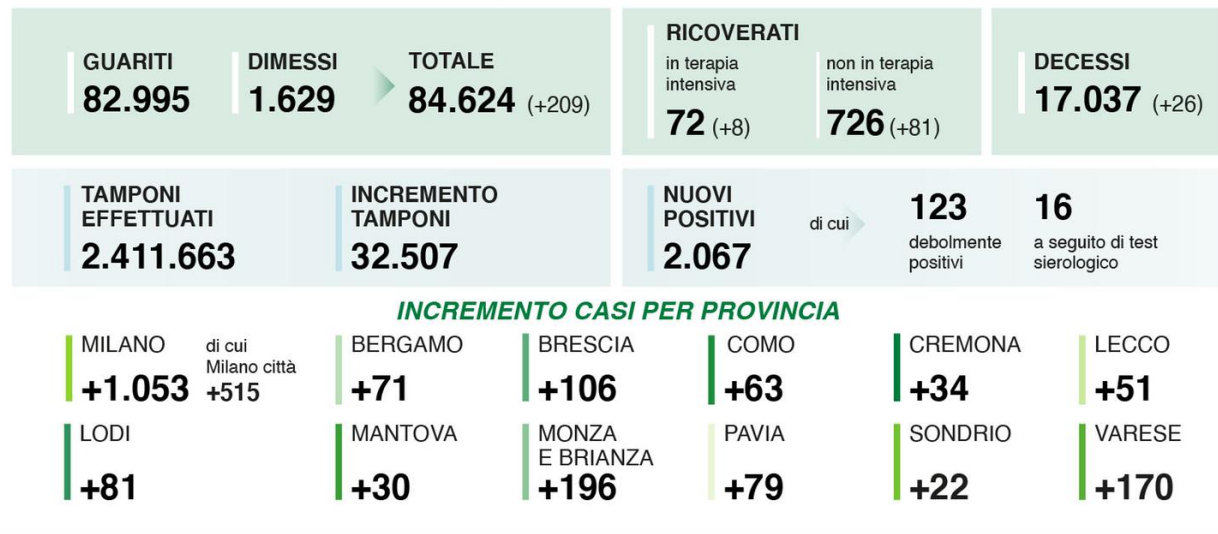 GUARITI
82.995
DIMESSI
1.629
TOTALE
84.624 (+209)
RICOVERATI
in terapia
intensiva
72 (+8)
non in terapia
intensiva
726 (+81)
DECESSI
17.037 (+26)
TAMPONI
EFFETTUATI
2.411.663
INCREMENTO
TAMPONI
32.507
NUOVI
POSITIVI
2.067
di cui
123
debolmente
positivi
16
a seguito di test
sierologico
INCREMENTO CASI PER PROVINCIA
MILANO
+1.053
di cui
Milano città
+515
BERGAMO
+71
BRESCIA
+106
COMO
+63
CREMONA
+34
LECCO
+51
LODI
+81
MANTOVA
+30
MONZA
E BRIANZA
+196
PAVIA
+79
SONDRIO
+22
VARESE
+170